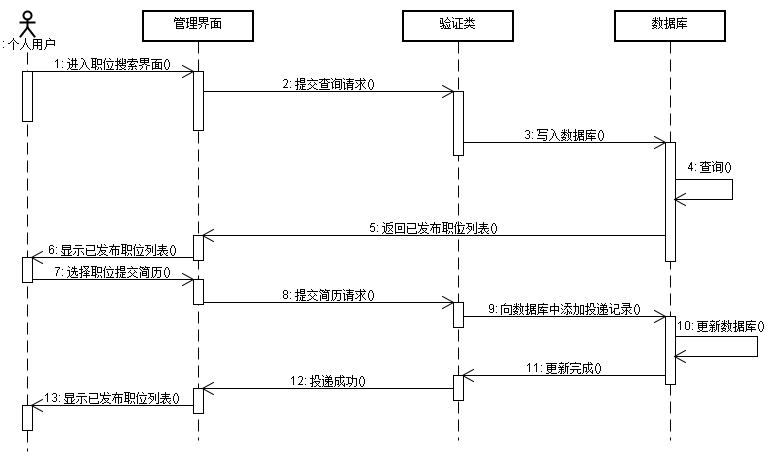 : 个人用户
管理界面
验证类
数据库
1: 进入职位搜索界面()
2: 提交查询请求()
3: 写入数据库()
4: 查询()
5: 返回已发布职位列表()
6: 显示已发布职位列表()
7: 选择职位提交简历()
8: 提交简历请求()
9: 向数据库中添加投递记录()
10: 更新数据库()
11: 更新完成()
12: 投递成功()
13: 显示已发布职位列表()